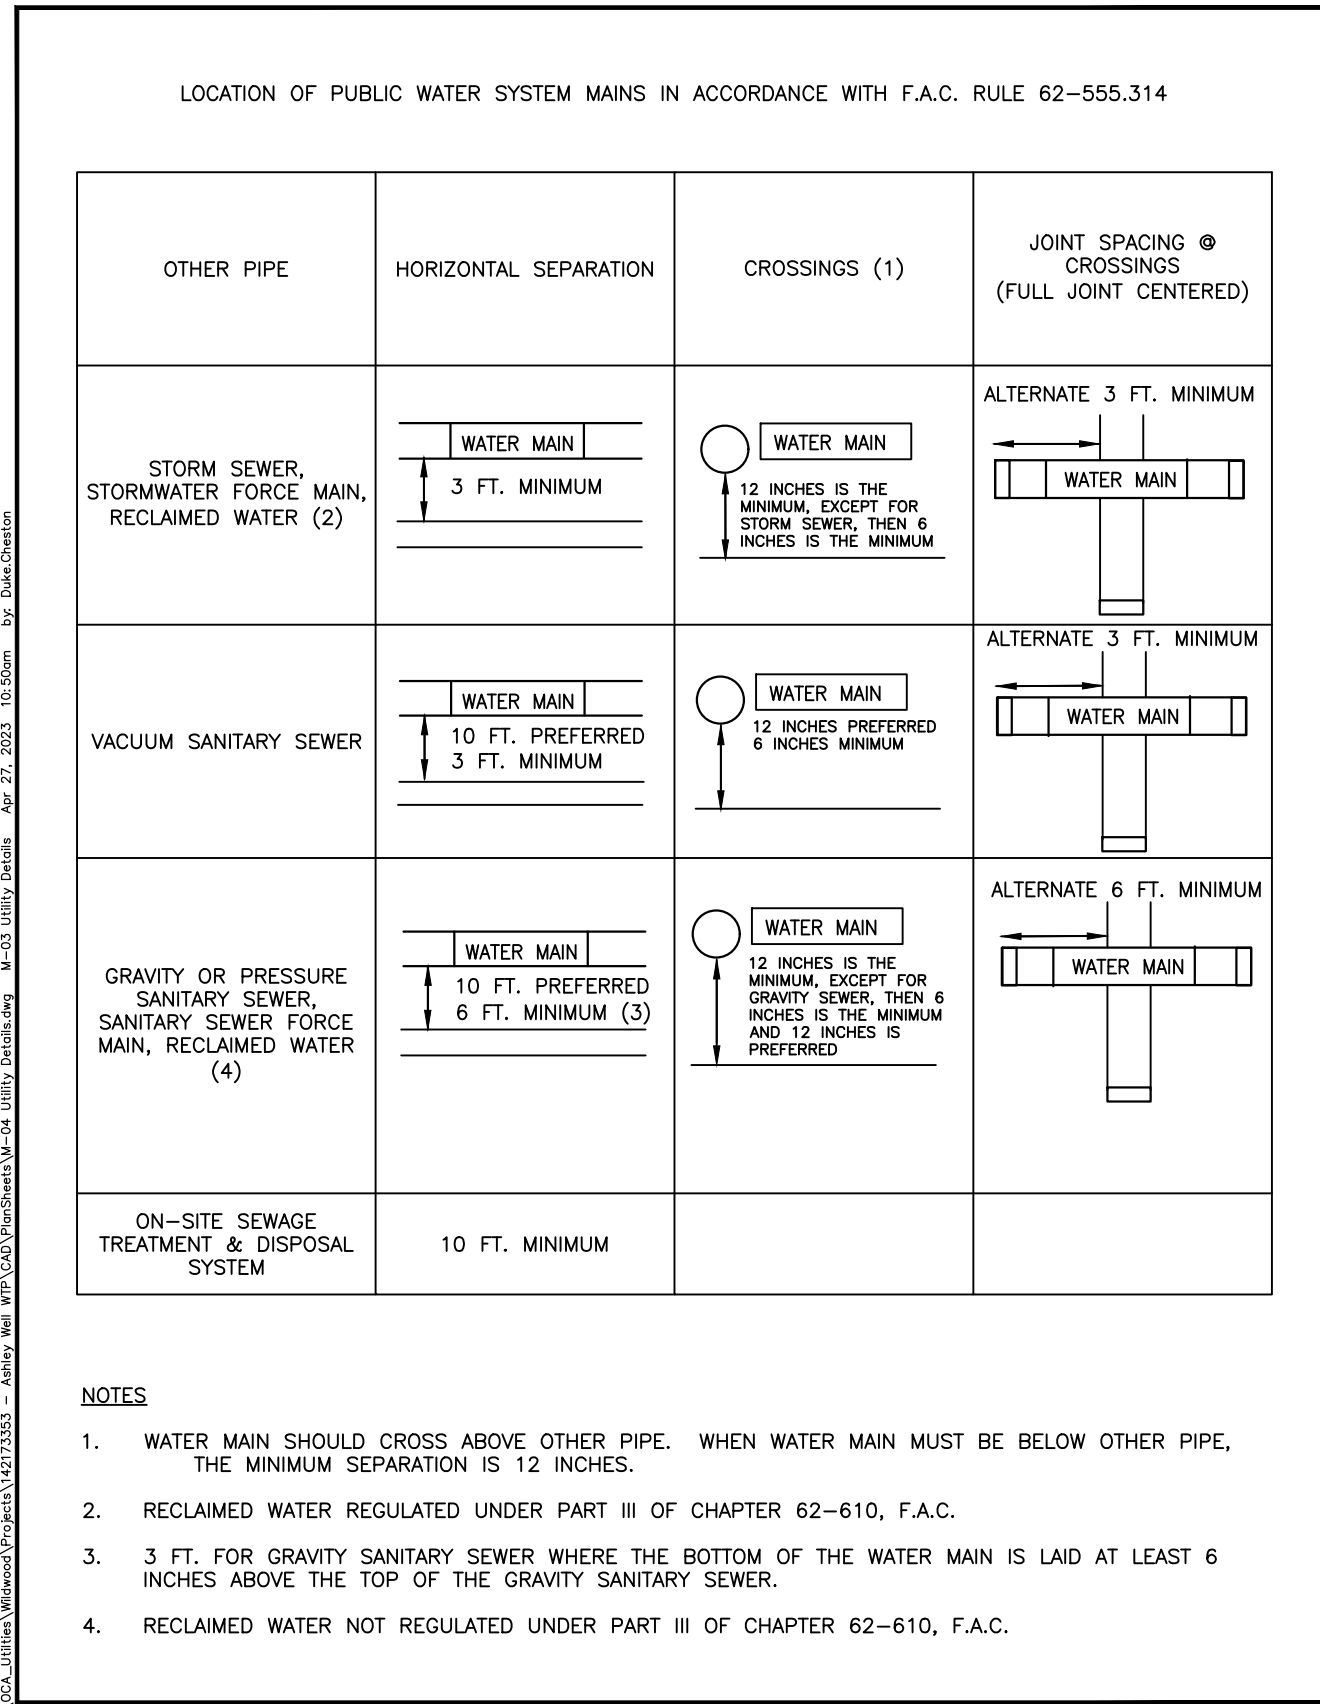 LOCATION OF PUBLIC WATER SYSTEM MAINS IN ACCORDANCE WITH F.A.C. RULE 62-555.314
OTHER PIPE
HORIZONTAL SEPARATION
CROSSINGS (1)
JOINT SPACING @
CROSSINGS
(FULL JOINT CENTERED)
STORM SEWER,
STORMWATER FORCE MAIN,
RECLAIMED WATER (2)
WATER MAIN
3 FT. MINIMUM
WATER MAIN
12 INCHES IS THE
MINIMUM, EXCEPT FOR
STORM SEWER, THEN 6
INCHES IS THE MINIMUM
ALTERNATE 3 FT. MINIMUM
WATER MAIN
VACUUM SANITARY SEWER
WATER MAIN
10 FT. PREFERRED
3 FT. MINIMUM
WATER MAIN
12 INCHES PREFERRED
6 INCHES MINIMUM
ALTERNATE 3 FT. MINIMUM
WATER MAIN
GRAVITY OR PRESSURE
SANITARY SEWER,
SANITARY SEWER FORCE
MAIN, RECLAIMED WATER
(4)
WATER MAIN
10 FT. PREFERRED
6 FT. MINIMUM (3)
WATER MAIN
12 INCHES IS THE
MINIMUM, EXCEPT FOR
GRAVITY SEWER, THEN 6
INCHES IS THE MINIMUM
AND 12 INCHES IS
PREFERRED
ALTERNATE 6 FT. MINIMUM
WATER MAIN
ON-SITE SEWAGE
TREATMENT & DISPOSAL
SYSTEM
10 FT. MINIMUM
NOTES
1. WATER MAIN SHOULD CROSS ABOVE OTHER PIPE. WHEN WATER MAIN MUST BE BELOW OTHER PIPE,
THE MINIMUM SEPARATION IS 12 INCHES.
2. RECLAIMED WATER REGULATED UNDER PART III OF CHAPTER 62-610, F.A.C.
3. 3 FT. FOR GRAVITY SANITARY SEWER WHERE THE BOTTOM OF THE WATER MAIN IS LAID AT LEAST 6
INCHES ABOVE THE TOP OF THE GRAVITY SANITARY SEWER.
4. RECLAIMED WATER NOT REGULATED UNDER PART III OF CHAPTER 62-610, F.A.C.
OCA_Utilties\Wildwood\Projects\142173353 - Ashley Well WTP\CAD\PlanSheets\M-04 Utility Details.dwg M-03 Utility Details Apr 27, 2023 10:50am by: Duke.Cheston